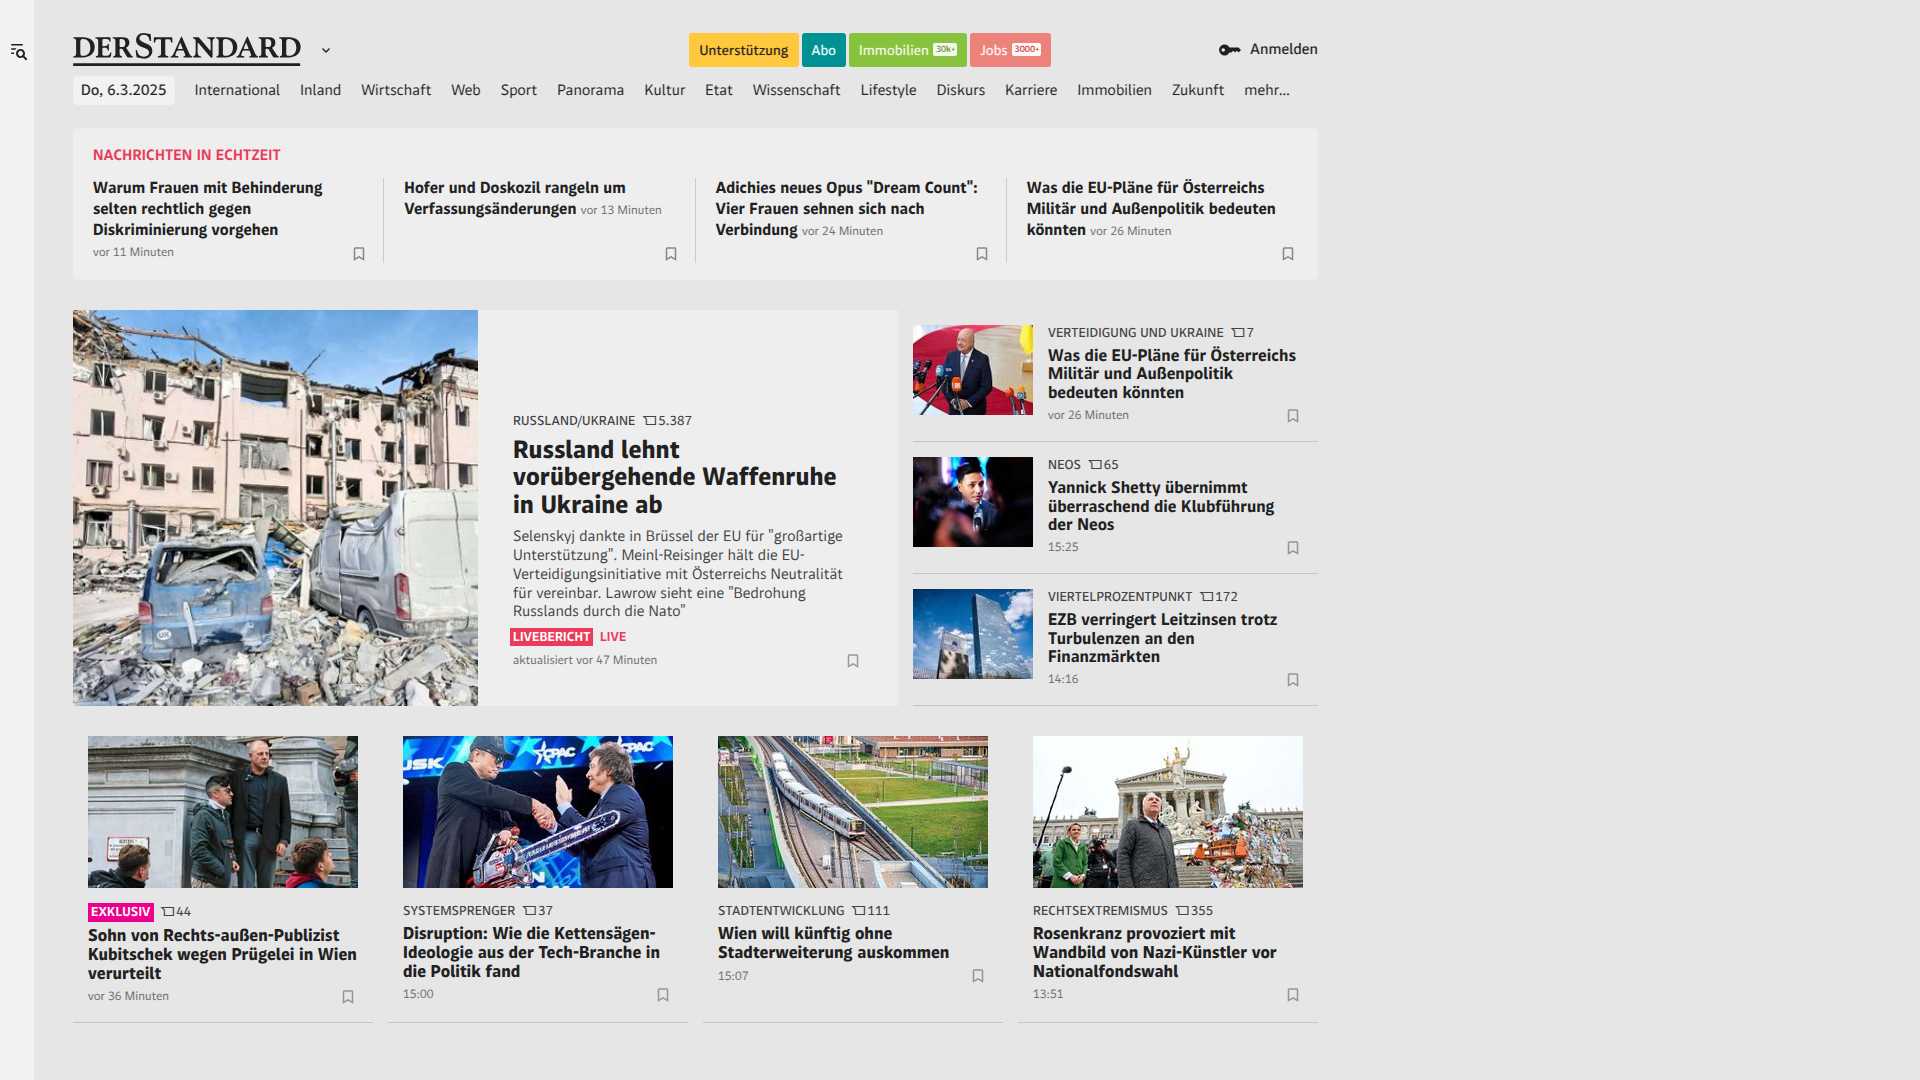 DERSTANDARD
Unterstützung Abo Immobilien 30k+ Jobs 3000+
Anmelden
Do, 6.3.2025 International Inland Wirtschaft Web Sport Panorama Kultur Etat Wissenschaft Lifestyle Diskurs Karriere Immobilien Zukunft mehr...
NACHRICHTEN IN ECHTZEIT
Warum Frauen mit Behinderung
selten rechtlich gegen
Diskriminierung vorgehen
vor 11 Minuten
Hofer und Doskozil rangeln um
Verfassungsänderungen vor 13 Minuten
Adichies neues Opus "Dream Count":
Vier Frauen sehnen sich nach
Verbindung vor 24 Minuten
Was die EU-Pläne für Österreichs
Militär und Außenpolitik bedeuten
könnten vor 26 Minuten
RUSSLAND/UKRAINE 5.387
Russland lehnt
vorübergehende Waffenruhe
in Ukraine ab
Selenskyj dankte in Brüssel der EU für "großartige
Unterstützung". Meinl-Reisinger hält die EU-
Verteidigungsinitiative mit Österreichs Neutralität
für vereinbar. Lawrow sieht eine "Bedrohung
Russlands durch die Nato"
LIVEBERICHT LIVE
aktualisiert vor 47 Minuten
VERTEIDIGUNG UND UKRAINE 7
Was die EU-Pläne für Österreichs
Militär und Außenpolitik
bedeuten könnten
vor 26 Minuten
NEOS 65
Yannick Shetty übernimmt
überraschend die Klubführung
der Neos
15:25
VIERTELPROZENTPUNKT 172
EZB verringert Leitzinsen trotz
Turbulenzen an den
Finanzmärkten
14:16
EXKLUSIV 44
Sohn von Rechts-außen-Publizist
Kubitschek wegen Prügelei in Wien
verurteilt
vor 36 Minuten
CPAC
CPAC
USK
SYSTEMSPRENGER 37
Disruption: Wie die Kettensägen-
Ideologie aus der Tech-Branche in
die Politik fand
15:00
STADTENTWICKLUNG 111
Wien will künftig ohne
Stadterweiterung auskommen
15:07
RECHTSEXTREMISMUS 355
Rosenkranz provoziert mit
Wandbild von Nazi-Künstler vor
Nationalfondswahl
13:51